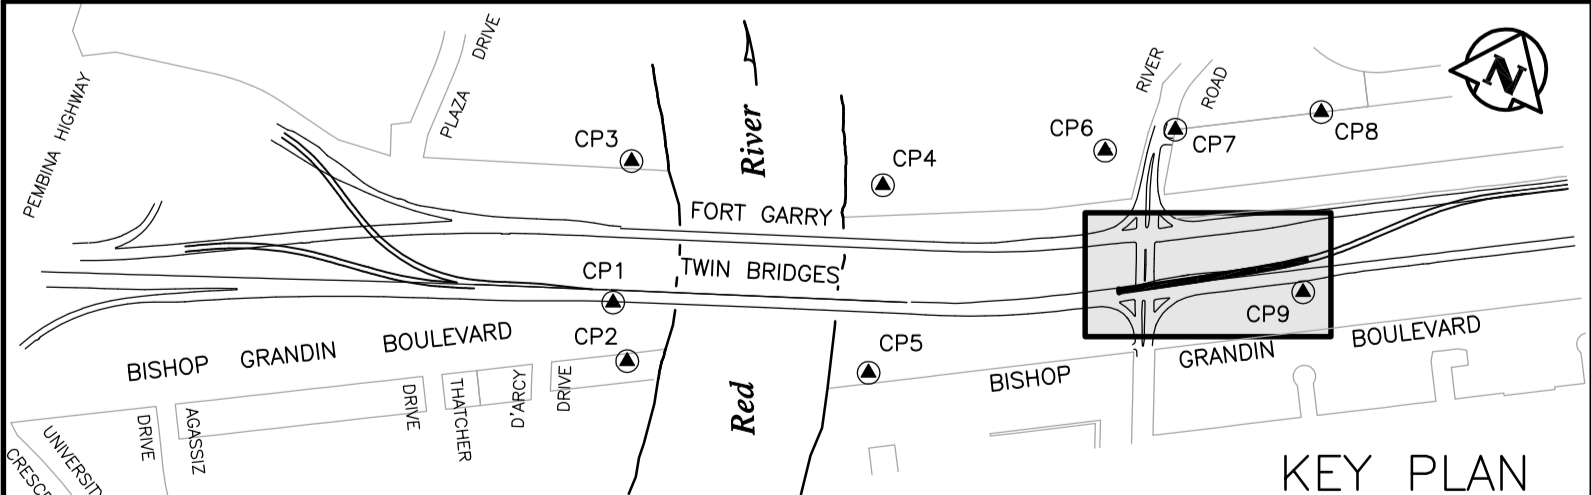 PEMBINA HIGHWAY
PLAZA DRIVE
RIVER ROAD
N
CP3
River
CP4
CP6
CP7
CP8
FORT GARRY
TWIN BRIDGES
CP1
CP2
CP5
CP9
BISHOP GRANDIN BOULEVARD
BISHOP GRANDIN BOULEVARD
Red
DRIVE
AGASSIZ
DRIVE
THATCHER
D'ARCY
DRIVE
UNIVERSIT
CRESC
KEY PLAN